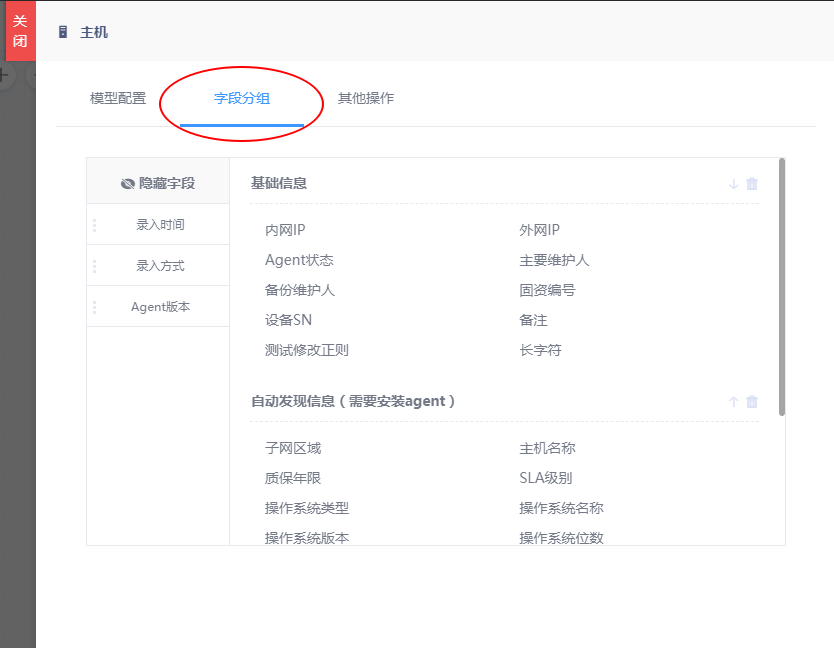 关闭
主机
模型配置 字段分组 其他操作
隐藏字段
录入时间
录入方式
Agent版本
基础信息
内网IP 外网IP
Agent状态 主要维护人
备份维护人 固资编号
设备SN 备注
测试修改正则 长字符
自动发现信息（需要安装agent）
子网区域 主机名称
质保年限 SLA级别
操作系统类型 操作系统名称
操作系统版本 操作系统位数